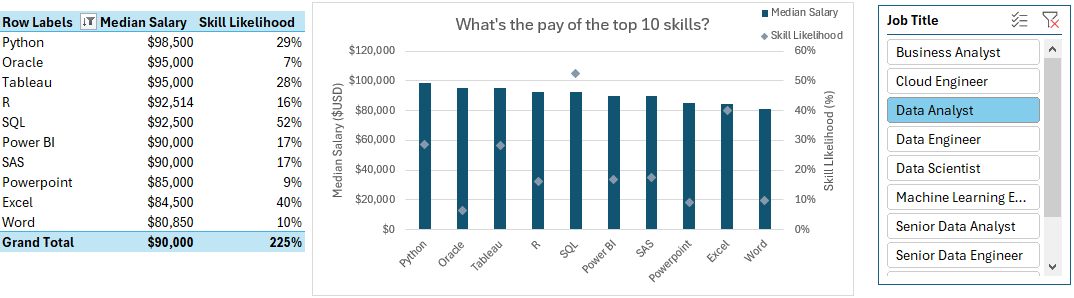 Row Labels Median Salary Skill Likelihood
Python $98,500 29%
Oracle $95,000 7%
Tableau $95,000 28%
R $92,514 16%
SQL $92,500 52%
Power BI $90,000 17%
SAS $90,000 17%
Powerpoint $85,000 9%
Excel $84,500 40%
Word $80,850 10%
Grand Total $90,000 225%
What's the pay of the top 10 skills?
Median Salary
Skill Likelihood
Median Salary ($USD)
$120,000
$100,000
$80,000
$60,000
$40,000
$20,000
$0
60%
50%
40%
30%
20%
10%
0%
Skill LIkelihood (%)
Python
Oracle
Tableau
R
SQL
Power BI
SAS
Powerpoint
Excel
Word
Job Title
Business Analyst
Cloud Engineer
Data Analyst
Data Engineer
Data Scientist
Machine Learning E...
Senior Data Analyst
Senior Data Engineer